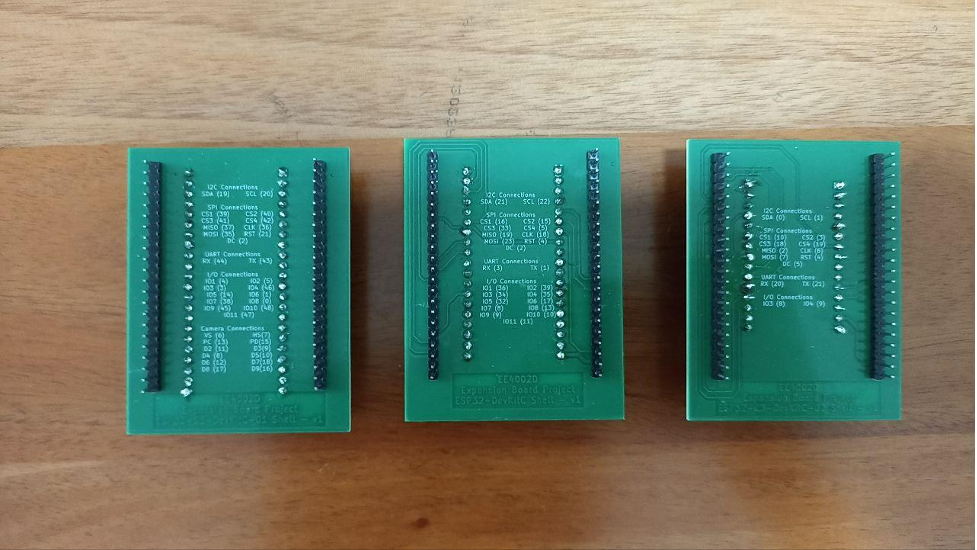 I2C Connections
SDA (19) SCL (20)
SPI Connections
CS1 (39) CS2 (40)
CS3 (41) CS4 (42)
MISO (37) CLK (36)
MOSI (35) RST (21)
DC (2)
UART Connections
RX (44) TX (43)
I/O Connections
IO1 (4) IO2 (5)
IO3 (3) IO4 (46)
IO5 (14) IO6 (1)
IO7 (38) IO8 (0)
IO9 (45) IO10 (48)
IO11 (47)
Camera Connections
VS (6) HS(7)
PC (13) PD(15)
D2 (11) D3(9)
D4 (8) D5(10)
D6 (12) D7(18)
D8 (17) D9(16)
EE4002D
Board Project
Shell - v1
I2C Connections
SDA (21) SCL (22)
SPI Connections
CS1 (16) CS2 (15)
CS3 (33) CS4 (5)
MISO (19) CLK (18)
MOSI (23) RST (4)
DC (2)
UART Connections
RX (3) TX (1)
I/O Connections
IO1 (36) IO2 (39)
IO3 (34) IO4 (35)
IO5 (32) IO6 (17)
IO7 (8) IO8 (13)
IO9 (9) IO10 (10)
IO11 (11)
EE4002D
Expansion Board Project
ESP32-DevKitC Shell - v1
I2C Connections
SDA (0) SCL (1)
SPI Connections
CS1 (10) CS2 (3)
CS3 (18) CS4 (19)
MISO (2) CLK (6)
MOSI (7) RST (4)
DC (5)
UART Connections
RX (20) TX (21)
I/O Connections
IO3 (8) IO4 (9)
EE4002D